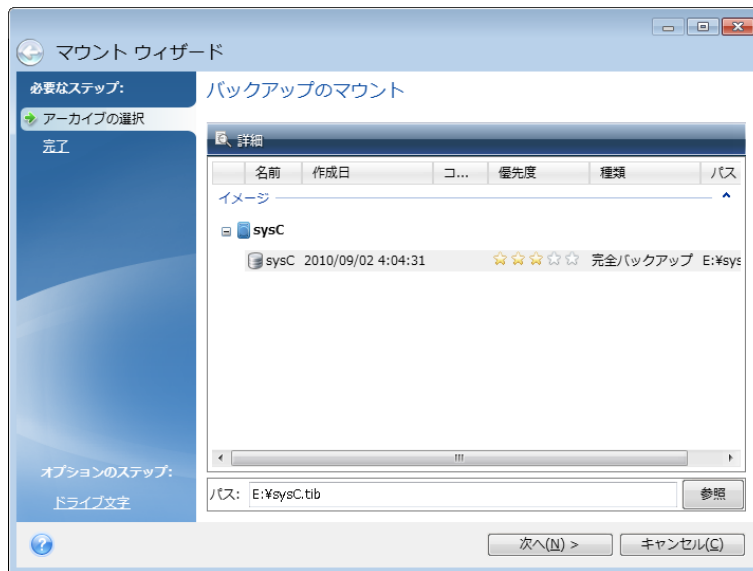 マウント ウィザード
必要なステップ:
アーカイブの選択
完了
オプションのステップ:
ドライブ文字
バックアップのマウント
詳細
名前 作成日 コ... 優先度 種類 パス
イメージ
sysC
sysC 2010/09/02 4:04:31 完全バックアップ E:¥sys
パス: E:¥sysC.tib 参照
次へ(N) > キャンセル(C)